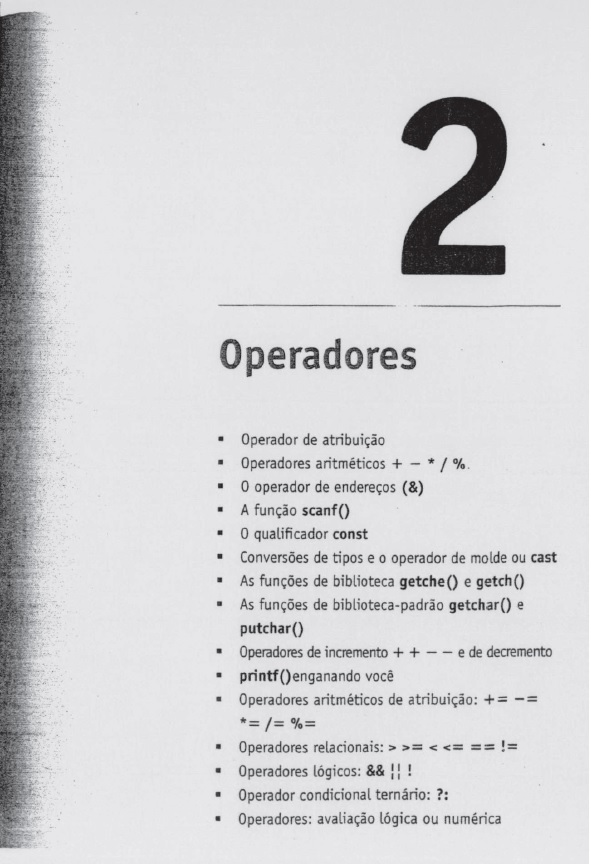 2
Operadores
▪ Operador de atribuição
▪ Operadores aritméticos + − * / %
▪ O operador de endereços (&)
▪ A função scanf()
▪ O qualificador const
▪ Conversões de tipos e o operador de molde ou cast
▪ As funções de biblioteca getche() e getch()
▪ As funções de biblioteca-padrão getchar() e
putchar()
▪ Operadores de incremento + + − − e de decremento
▪ printf()enganando você
▪ Operadores aritméticos de atribuição: += −=
*= /= %=
▪ Operadores relacionais: > >= < <= == !=
▪ Operadores lógicos: && ¦¦ !
▪ Operador condicional ternário: ?:
▪ Operadores: avaliação lógica ou numérica